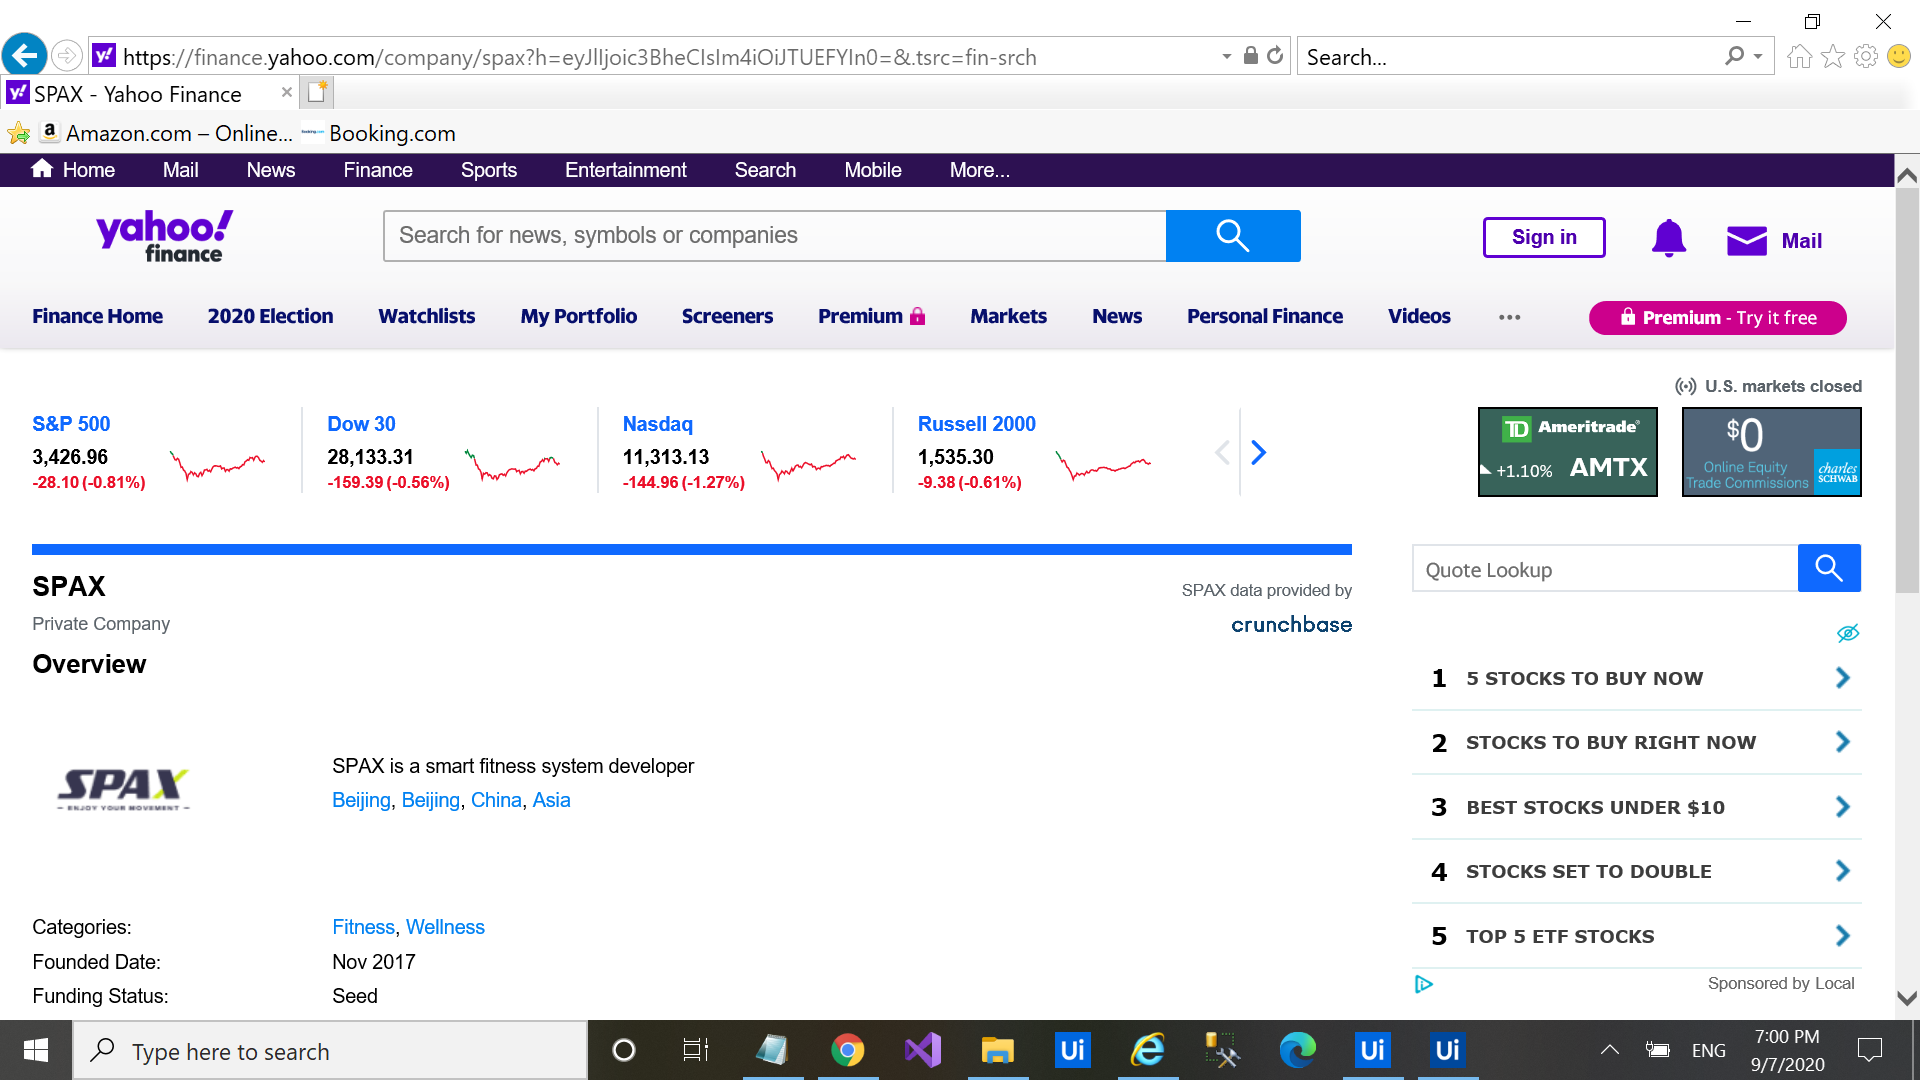 https://finance.yahoo.com/company/spax?h=eyJlIjoic3BheCIsIm4iOiJTUEFYIn0=&.tsrc=fin-srch
Search...
SPAX - Yahoo Finance
Amazon.com – Online...
Booking.com
Home
Mail
News
Finance
Sports
Entertainment
Search
Mobile
More...
yahoo!
finance
Search for news, symbols or companies
Sign in
Mail
Finance Home
2020 Election
Watchlists
My Portfolio
Screeners
Premium
Markets
News
Personal Finance
Videos
Premium - Try it free
U.S. markets closed
S&P 500
3,426.96
-28.10 (-0.81%)
Dow 30
28,133.31
-159.39 (-0.56%)
Nasdaq
11,313.13
-144.96 (-1.27%)
Russell 2000
1,535.30
-9.38 (-0.61%)
TD Ameritrade
+1.10% AMTX
$0
Online Equity
Trade Commissions
charles
SCHWAB
SPAX
Private Company
SPAX data provided by
crunchbase
Overview
SPAX
– ENJOY YOUR MOVEMENT –
SPAX is a smart fitness system developer
Beijing, Beijing, China, Asia
Categories:
Fitness, Wellness
Founded Date:
Nov 2017
Funding Status:
Seed
Quote Lookup
1 5 STOCKS TO BUY NOW
2 STOCKS TO BUY RIGHT NOW
3 BEST STOCKS UNDER $10
4 STOCKS SET TO DOUBLE
5 TOP 5 ETF STOCKS
Sponsored by Local
Type here to search
Ui
Ui
Ui
ENG
7:00 PM
9/7/2020